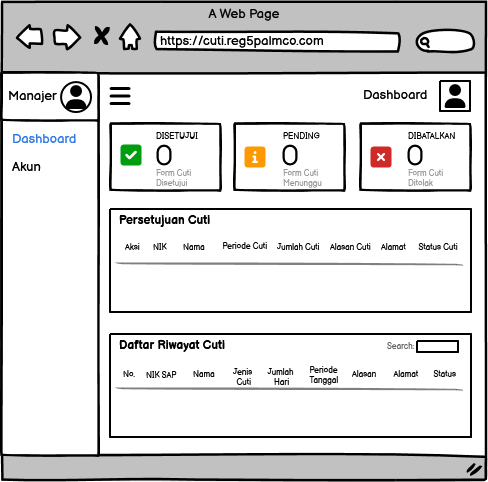 A Web Page
https://cuti.reg5palmco.com
Manajer
Dashboard
Dashboard
Akun
DISETUJUI
0
Form Cuti
Disetujui
PENDING
0
Form Cuti
Menunggu
DIBATALKAN
0
Form Cuti
Ditolak
Persetujuan Cuti
Aksi NIK Nama Periode Cuti Jumlah Cuti Alasan Cuti Alamat Status Cuti
Daftar Riwayat Cuti
Search:
No. NIK SAP Nama Jenis Cuti Jumlah Hari Periode Tanggal Alasan Alamat Status